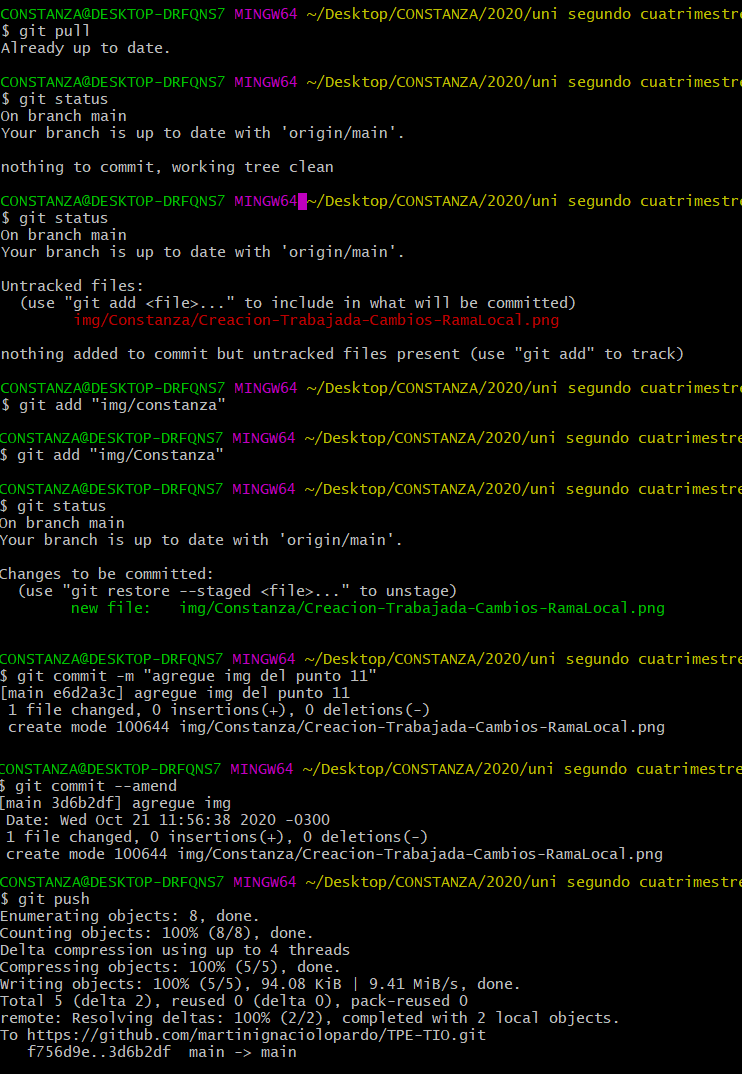 CONSTANZA@DESKTOP-DRFQNS7 MINGW64 ~/Desktop/CONSTANZA/2020/uni segundo cuatrimestre
$ git pull
Already up to date.
CONSTANZA@DESKTOP-DRFQNS7 MINGW64 ~/Desktop/CONSTANZA/2020/uni segundo cuatrimestre
$ git status
On branch main
Your branch is up to date with 'origin/main'.
nothing to commit, working tree clean
CONSTANZA@DESKTOP-DRFQNS7 MINGW64 ~/Desktop/CONSTANZA/2020/uni segundo cuatrimestre
$ git status
On branch main
Your branch is up to date with 'origin/main'.
Untracked files:
  (use "git add <file>..." to include in what will be committed)
        img/Constanza/Creacion-Trabajada-Cambios-RamaLocal.png
nothing added to commit but untracked files present (use "git add" to track)
CONSTANZA@DESKTOP-DRFQNS7 MINGW64 ~/Desktop/CONSTANZA/2020/uni segundo cuatrimestre
$ git add "img/constanza"
CONSTANZA@DESKTOP-DRFQNS7 MINGW64 ~/Desktop/CONSTANZA/2020/uni segundo cuatrimestre
$ git add "img/Constanza"
CONSTANZA@DESKTOP-DRFQNS7 MINGW64 ~/Desktop/CONSTANZA/2020/uni segundo cuatrimestre
$ git status
On branch main
Your branch is up to date with 'origin/main'.
Changes to be committed:
  (use "git restore --staged <file>..." to unstage)
        new file:   img/Constanza/Creacion-Trabajada-Cambios-RamaLocal.png
CONSTANZA@DESKTOP-DRFQNS7 MINGW64 ~/Desktop/CONSTANZA/2020/uni segundo cuatrimestre
$ git commit -m "agregue img del punto 11"
[main e6d2a3c] agregue img del punto 11
 1 file changed, 0 insertions(+), 0 deletions(-)
 create mode 100644 img/Constanza/Creacion-Trabajada-Cambios-RamaLocal.png
CONSTANZA@DESKTOP-DRFQNS7 MINGW64 ~/Desktop/CONSTANZA/2020/uni segundo cuatrimestre
$ git commit --amend
[main 3d6b2df] agregue img
 Date: Wed Oct 21 11:56:38 2020 -0300
 1 file changed, 0 insertions(+), 0 deletions(-)
 create mode 100644 img/Constanza/Creacion-Trabajada-Cambios-RamaLocal.png
CONSTANZA@DESKTOP-DRFQNS7 MINGW64 ~/Desktop/CONSTANZA/2020/uni segundo cuatrimestre
$ git push
Enumerating objects: 8, done.
Counting objects: 100% (8/8), done.
Delta compression using up to 4 threads
Compressing objects: 100% (5/5), done.
Writing objects: 100% (5/5), 94.08 KiB | 9.41 MiB/s, done.
Total 5 (delta 2), reused 0 (delta 0), pack-reused 0
remote: Resolving deltas: 100% (2/2), completed with 2 local objects.
To https://github.com/martinignaciolopardo/TPE-TIO.git
   f756d9e..3d6b2df  main -> main